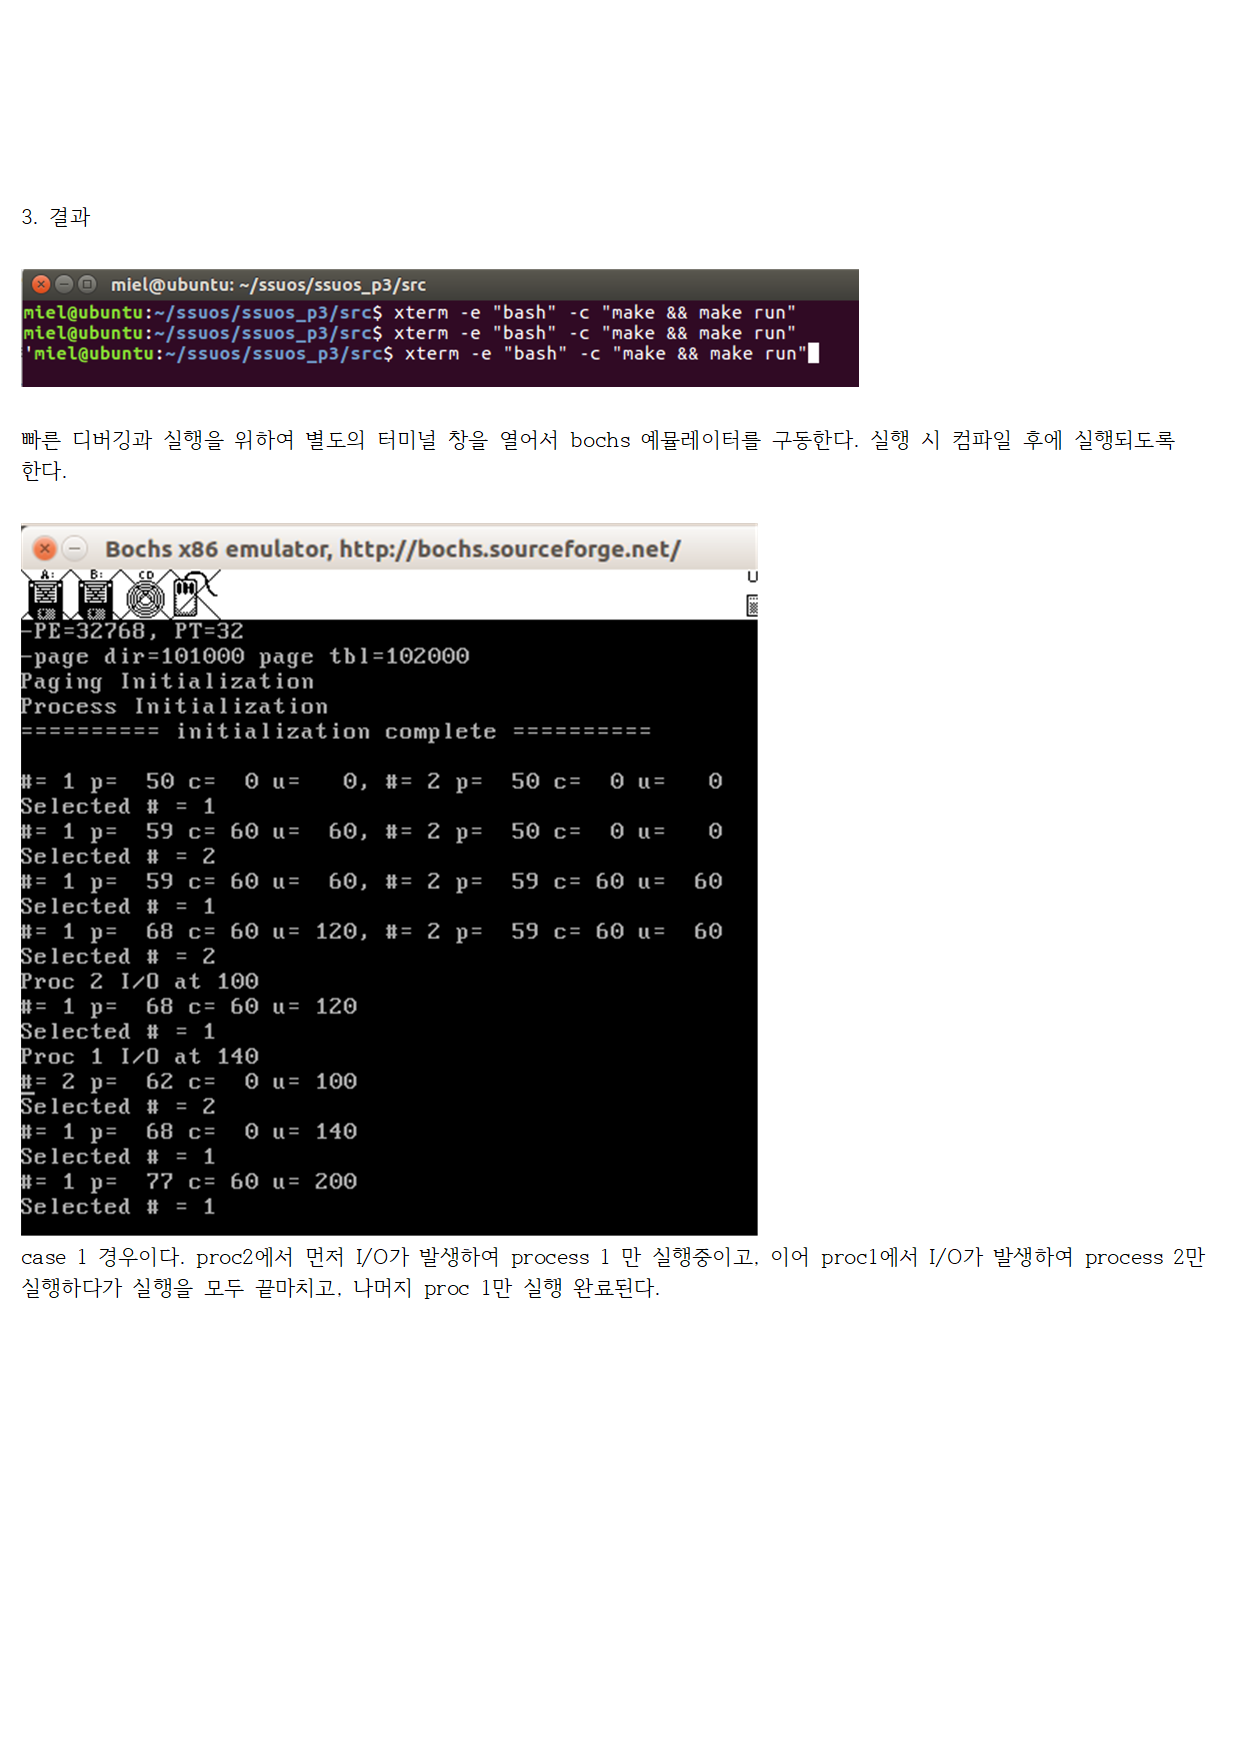 3. 결과
miel@ubuntu: ~/ssuos/ssuos_p3/src
miel@ubuntu:~/ssuos/ssuos_p3/src$ xterm -e "bash" -c "make && make run"
miel@ubuntu:~/ssuos/ssuos_p3/src$ xterm -e "bash" -c "make && make run"
'miel@ubuntu:~/ssuos/ssuos_p3/src$ xterm -e "bash" -c "make && make run"
빠른 디버깅과 실행을 위하여 별도의 터미널 창을 열어서 bochs 예뮬레이터를 구동한다. 실행 시 컴파일 후에 실행되도록
한다.
Bochs x86 emulator, http://bochs.sourceforge.net/
A: B: CD U
-PE=32768, PT=32
-page dir=101000 page tbl=102000
Paging Initialization
Process Initialization
========== initialization complete ==========
#= 1 p=  50 c=  0 u=   0, #= 2 p=  50 c=  0 u=   0
Selected # = 1
#= 1 p=  59 c= 60 u=  60, #= 2 p=  50 c=  0 u=   0
Selected # = 2
#= 1 p=  59 c= 60 u=  60, #= 2 p=  59 c= 60 u=  60
Selected # = 1
#= 1 p=  68 c= 60 u= 120, #= 2 p=  59 c= 60 u=  60
Selected # = 2
Proc 2 I/O at 100
#= 1 p=  68 c= 60 u= 120
Selected # = 1
Proc 1 I/O at 140
#= 2 p=  62 c=  0 u= 100
Selected # = 2
#= 1 p=  68 c=  0 u= 140
Selected # = 1
#= 1 p=  77 c= 60 u= 200
Selected # = 1
case 1 경우이다. proc2에서 먼저 I/O가 발생하여 process 1 만 실행중이고, 이어 proc1에서 I/O가 발생하여 process 2만
실행하다가 실행을 모두 끝마치고, 나머지 proc 1만 실행 완료된다.